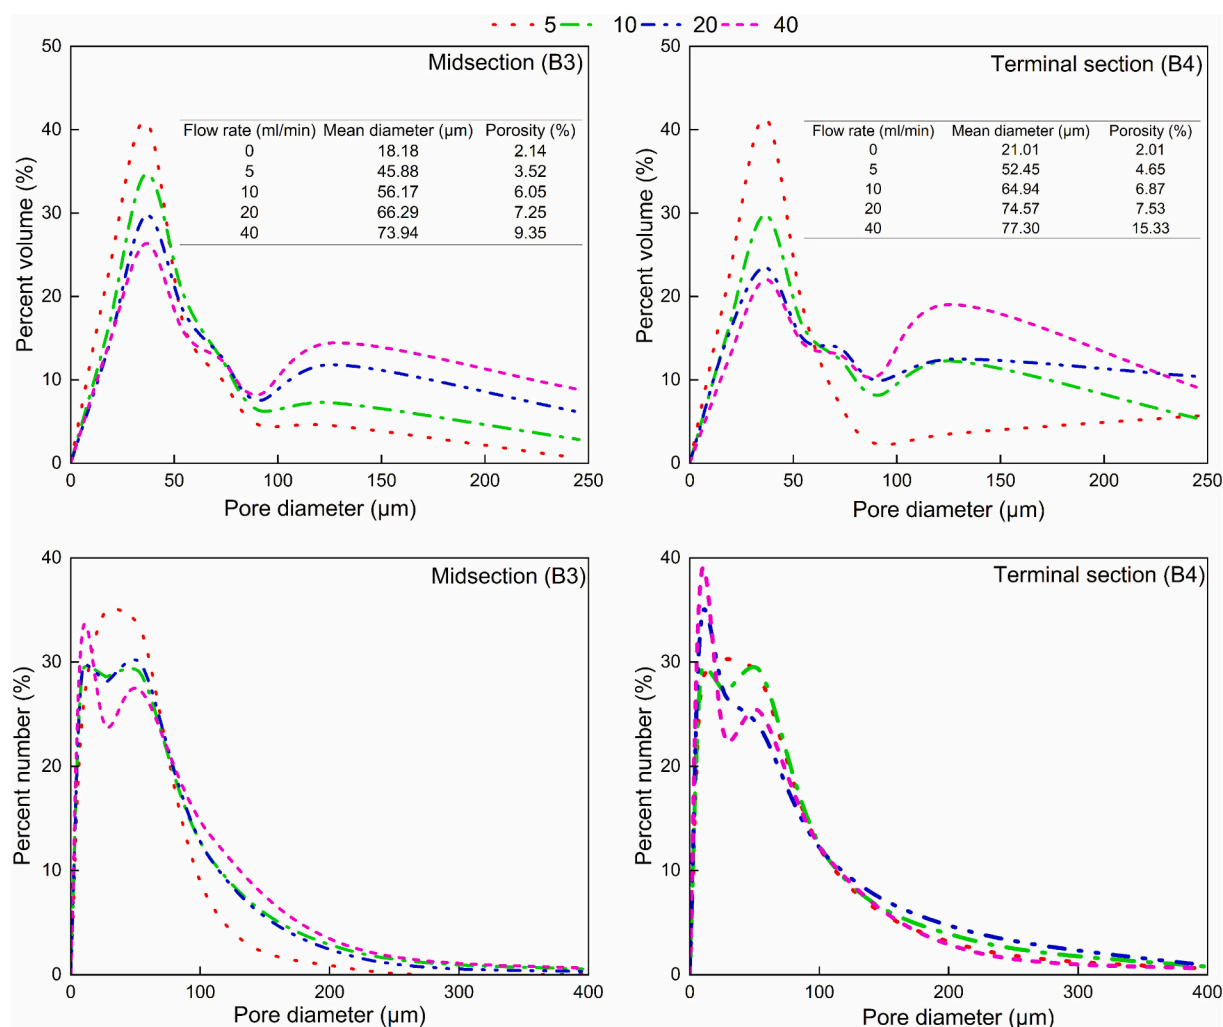 5 10 20 40
Midsection (B3)
Flow rate (ml/min) Mean diameter (µm) Porosity (%)
0 18.18 2.14
5 45.88 3.52
10 56.17 6.05
20 66.29 7.25
40 73.94 9.35
50
40
30
20
10
0
Percent volume (%)
0 50 100 150 200 250
Pore diameter (µm)
Terminal section (B4)
Flow rate (ml/min) Mean diameter (µm) Porosity (%)
0 21.01 2.01
5 52.45 4.65
10 64.94 6.87
20 74.57 7.53
40 77.30 15.33
50
40
30
20
10
0
Percent volume (%)
0 50 100 150 200 250
Pore diameter (µm)
Midsection (B3)
40
30
20
10
0
Percent number (%)
0 100 200 300 400
Pore diameter (µm)
Terminal section (B4)
40
30
20
10
0
Percent number (%)
0 100 200 300 400
Pore diameter (µm)